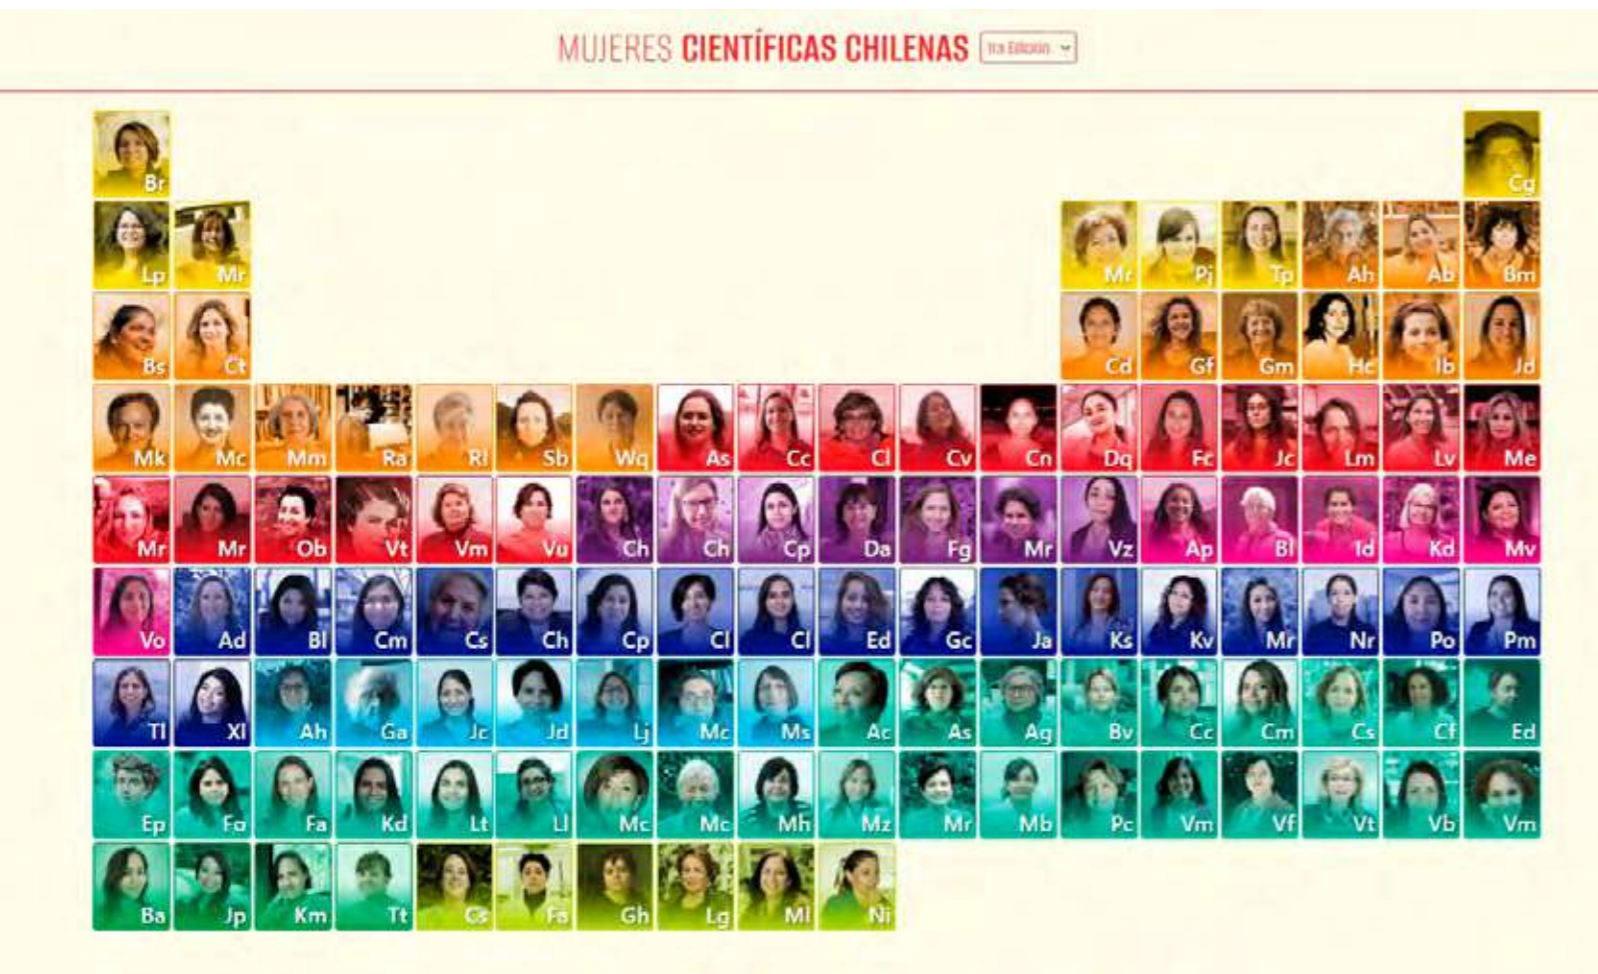 MUJERES CIENTÍFICAS CHILENAS 1ra Edición
Br Cg
Lp Mr Mc Pj Tp Ah Ab Bm
Bs Ct Cd Gf Gm Hc Ib Jd
Mk Mc Mm Ra Rl Sb Wq As Cc Cl Cv Cn Dq Fc Jc Lm Lv Me
Mr Mr Ob Vt Vm Vu Ch Ch Cp Da Fg Mr Vz Ap Bl Id Kd Mv
Vo Ad Bl Cm Cs Ch Cp Cl Cl Ed Gc Ja Ks Kv Mr Nr Po Pm
Tl Xl Ah Ga Jc Jd Lj Mc Ms Ac As Ag Bv Cc Cm Cs Cf Ed
Ep Fo Fa Kd Lt Ll Mc Mc Mh Mz Mr Mb Pc Vm Vf Vt Vb Vm
Ba Jp Km Tt Cs Fa Gh Lg Ml Ni